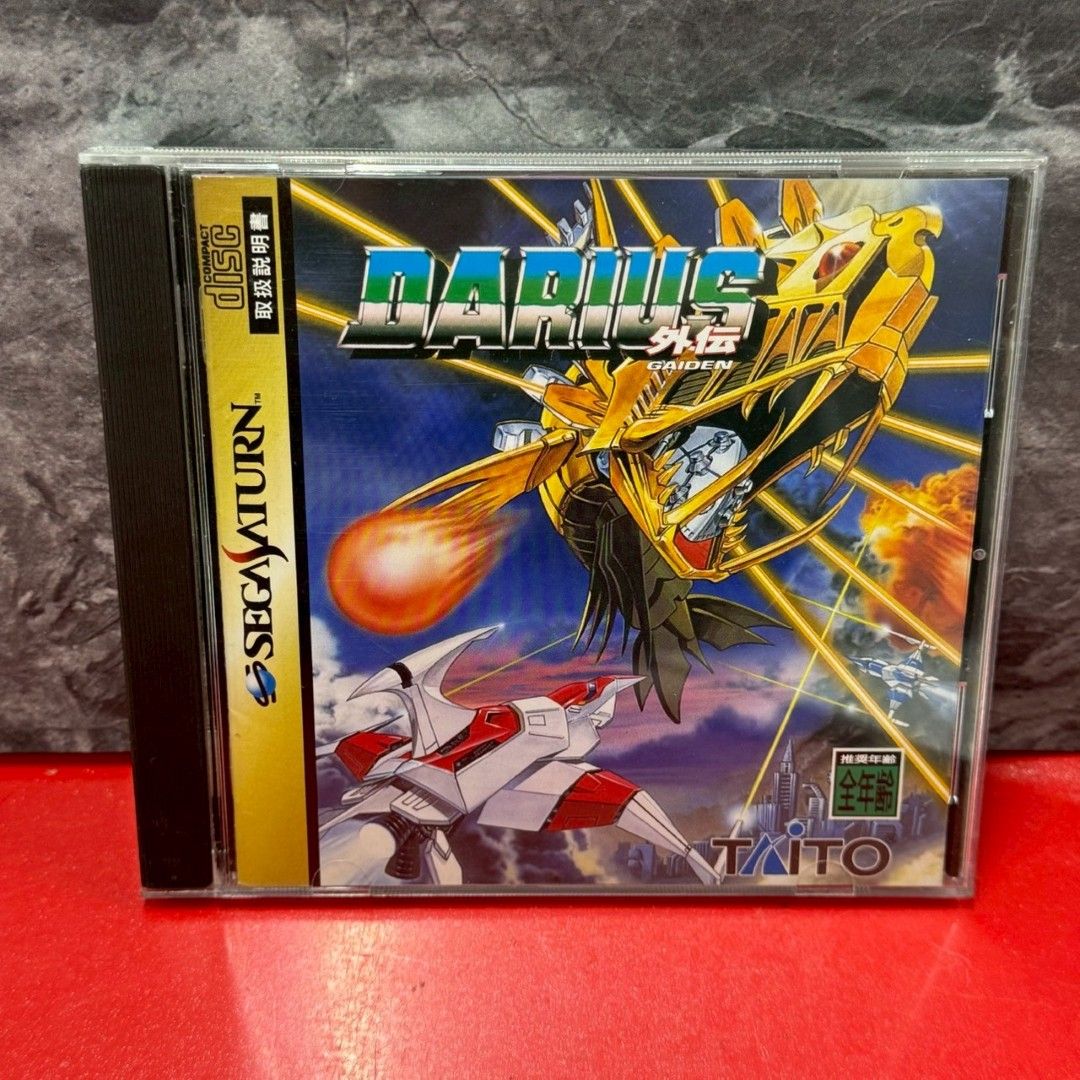 COMPACT
disc
取扱説明書
SEGA SATURN™
DARIUS
外伝
GAIDEN
推奨年齢
全年齢
TAITO